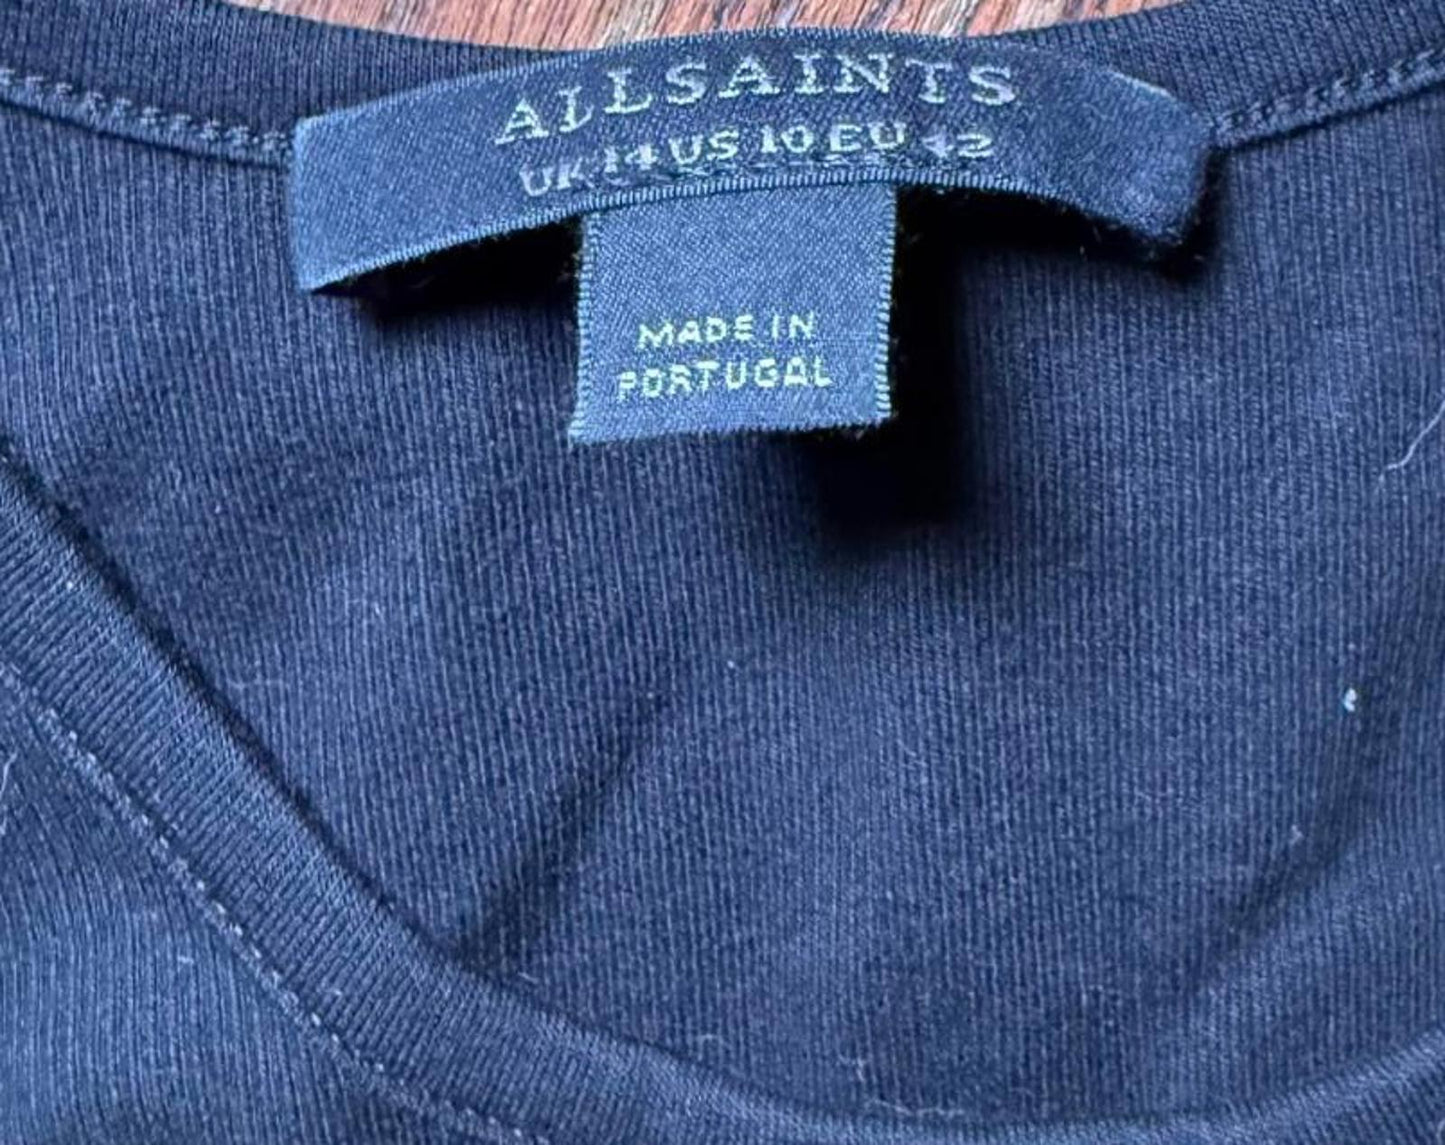 ALLSAINTS
UK 14 US 10 EU 42
MADE IN
PORTUGAL